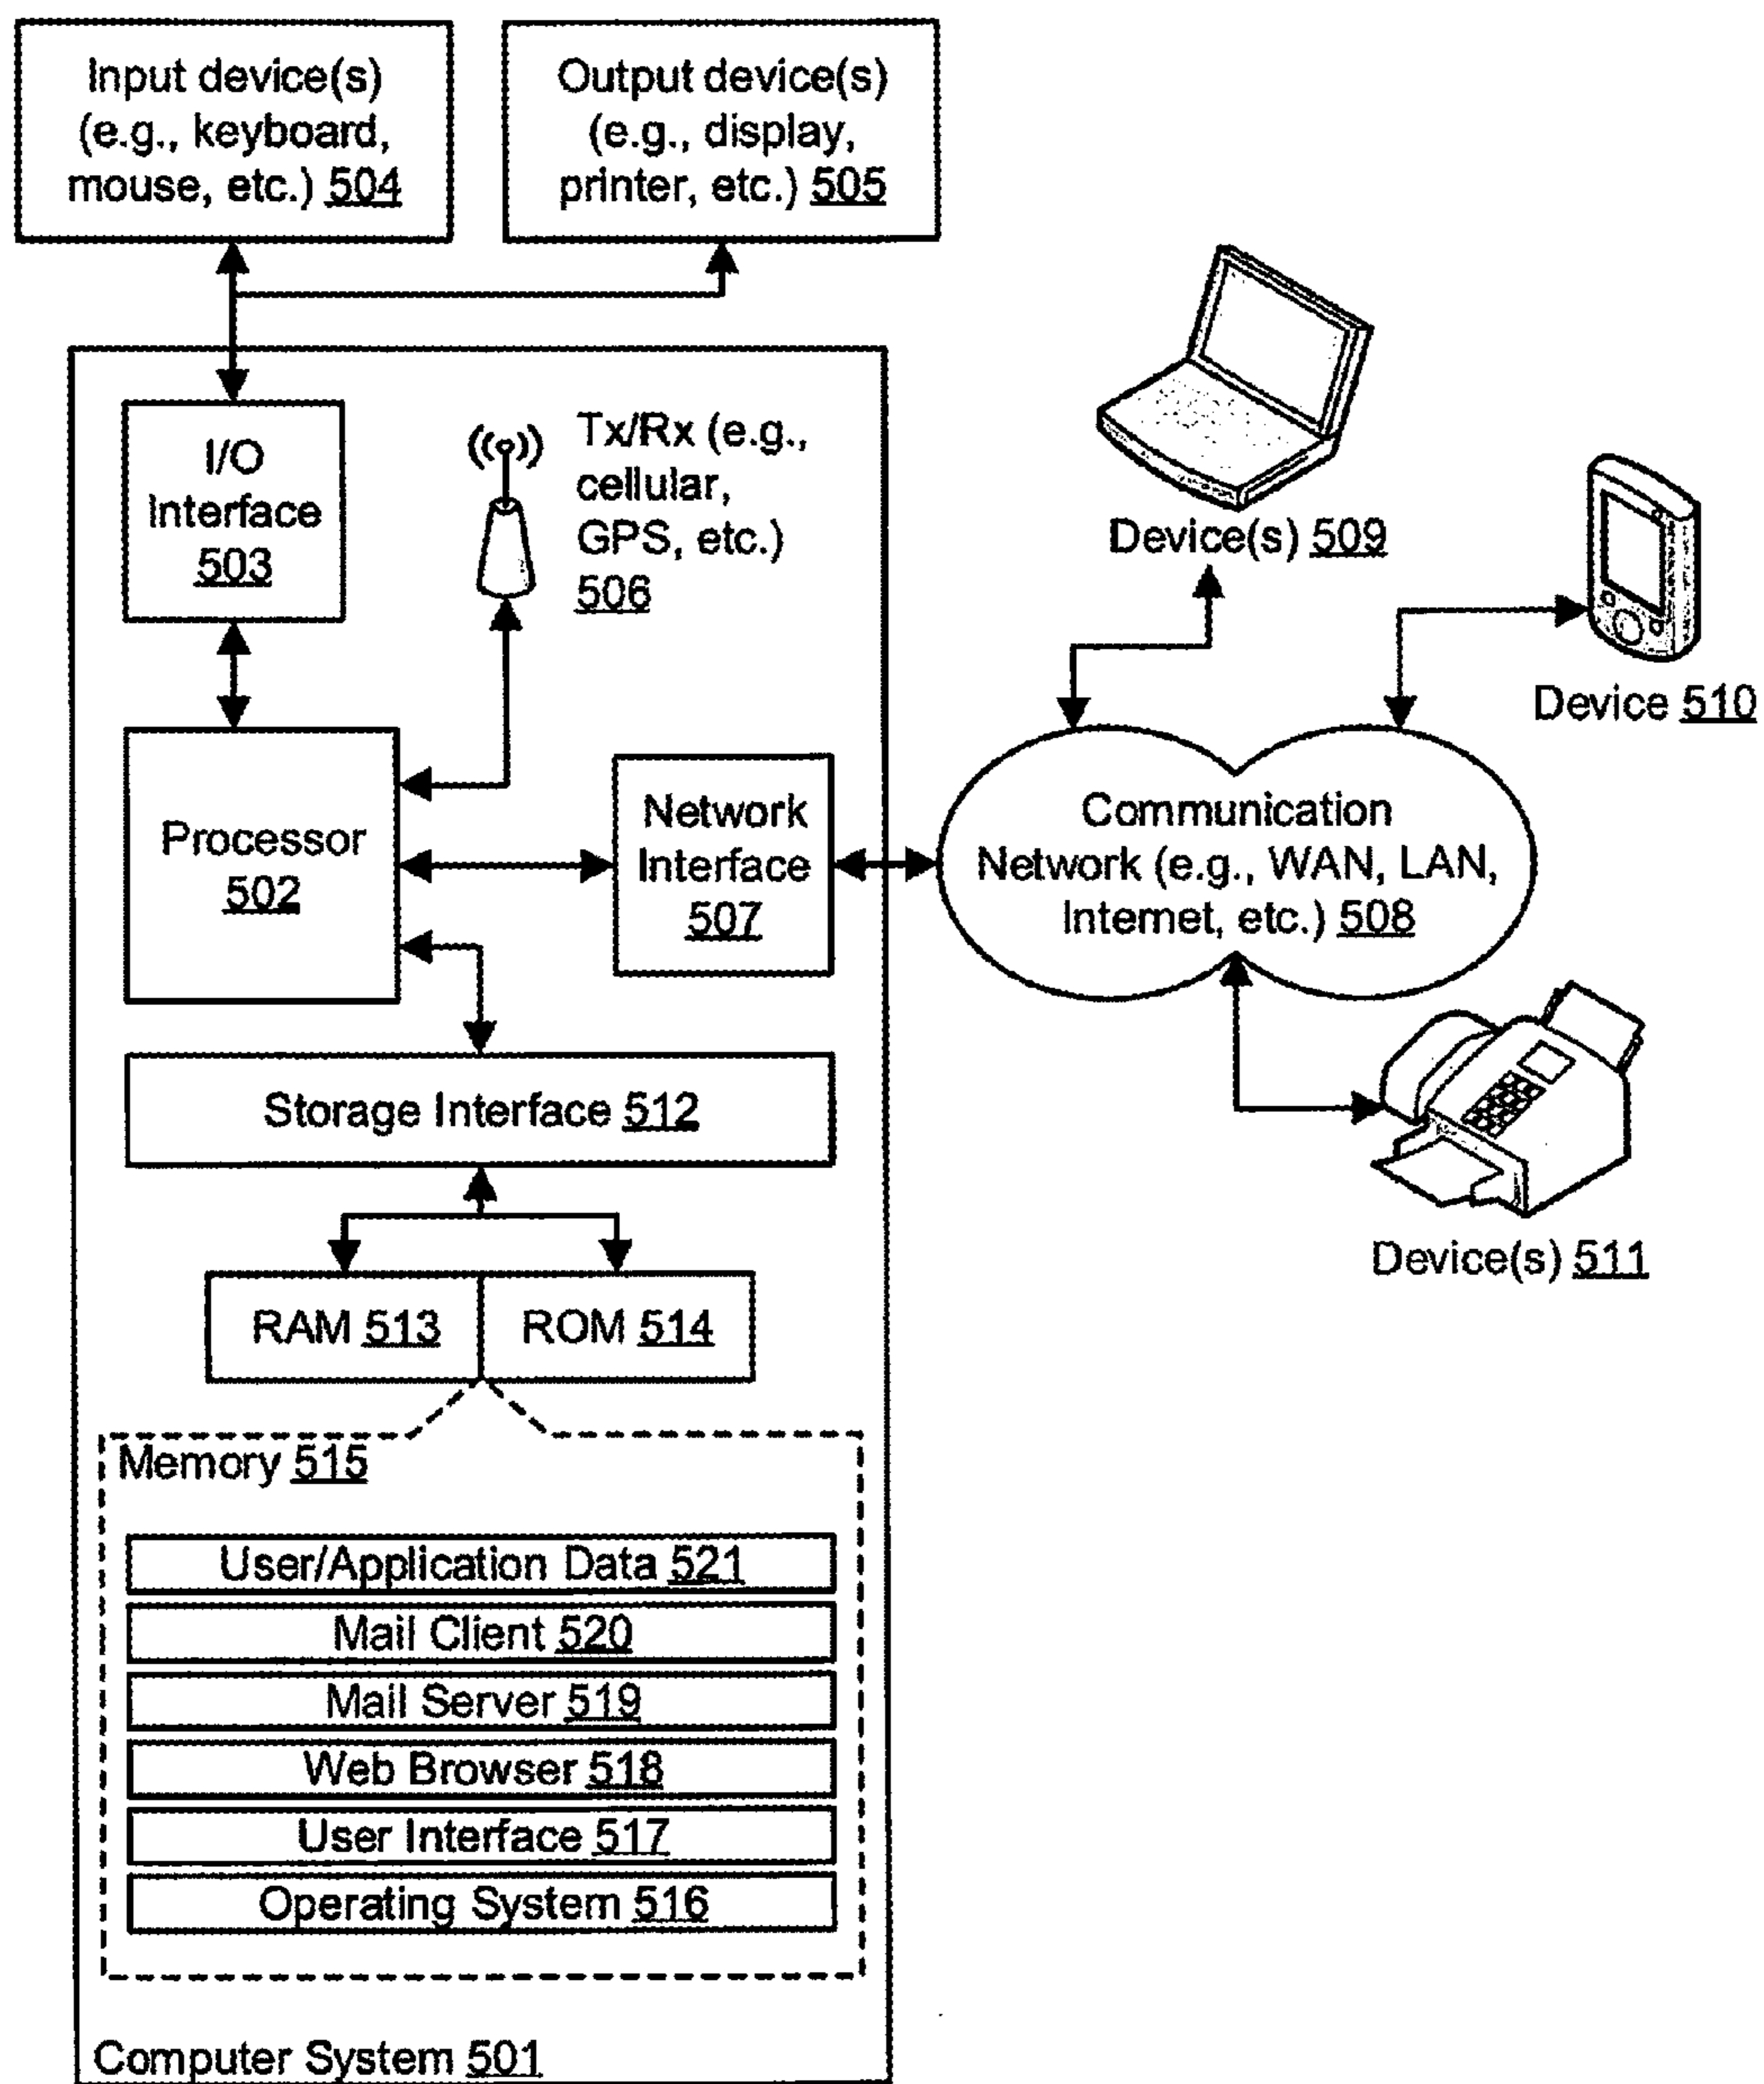 Input device(s)
(e.g., keyboard,
mouse, etc.) 504
Output device(s)
(e.g., display,
printer, etc.) 505
I/O
Interface
503
Tx/Rx (e.g.,
cellular,
GPS, etc.)
506
Device(s) 509
Device 510
Processor
502
Network
Interface
507
Communication
Network (e.g., WAN, LAN,
Internet, etc.) 508
Storage Interface 512
Device(s) 511
RAM 513
ROM 514
Memory 515
User/Application Data 521
Mail Client 520
Mail Server 519
Web Browser 518
User Interface 517
Operating System 516
Computer System 501